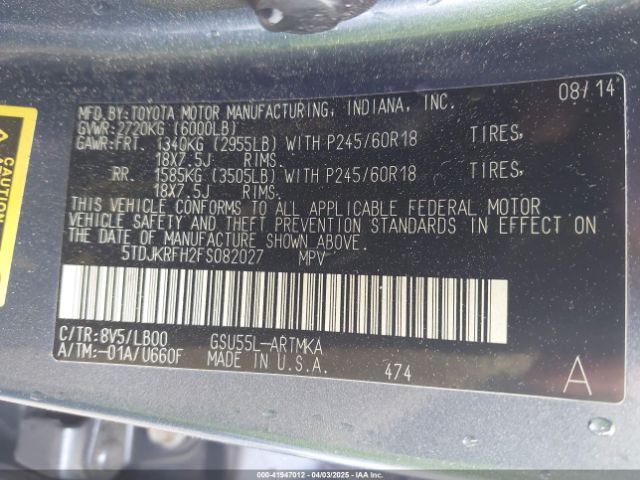 MFD.BY:TOYOTA MOTOR MANUFACTURING, INDIANA, INC. 08/14
GVWR:2720KG (6000LB)
GAWR:FRT. 1340KG (2955LB) WITH P245/60R18 TIRES,
18X7.5J RIMS.
RR. 1585KG (3505LB) WITH P245/60R18 TIRES,
18X7.5J RIMS.
THIS VEHICLE CONFORMS TO ALL APPLICABLE FEDERAL MOTOR
VEHICLE SAFETY AND THEFT PREVENTION STANDARDS IN EFFECT ON
THE DATE OF MANUFACTURE SHOWN ABOVE.
5TDJKRFH2FS082027 MPV
C/TR:8V5/LB00 GSU55L-ARTMKA
A/TM:-01A/U660F MADE IN U.S.A. 474 A
CAUTION
000-41947012 - 04/03/2025 - IAAI.COM